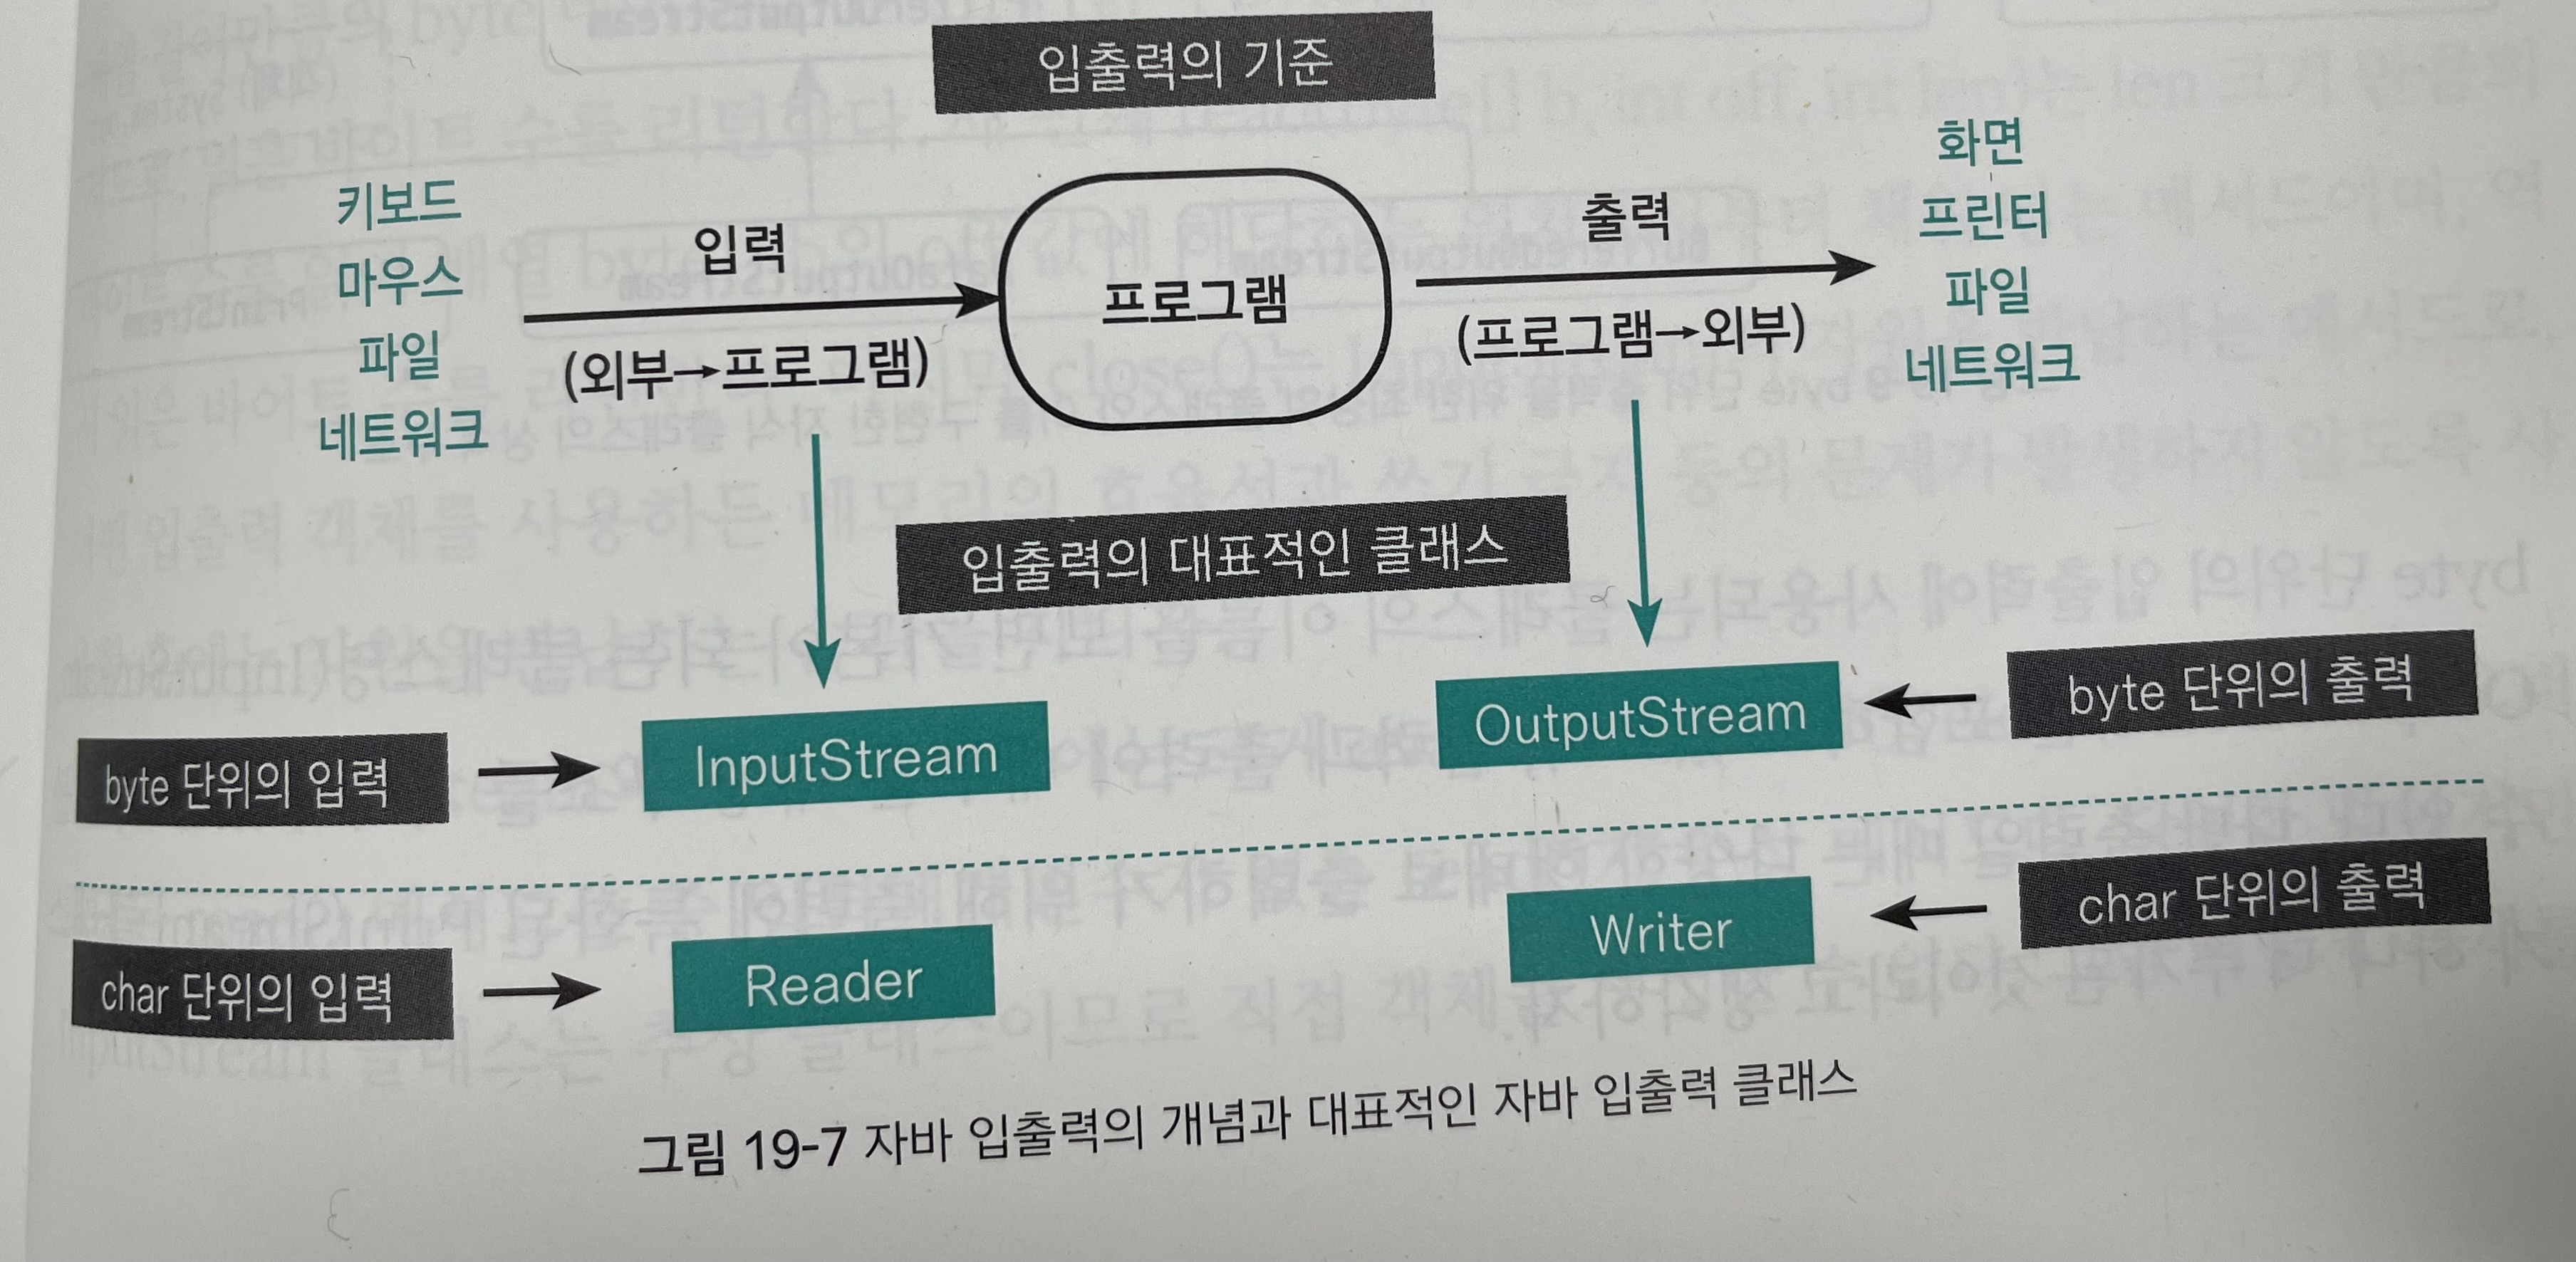 입출력의 기준
키보드
마우스
파일
네트워크
입력
(외부→프로그램)
프로그램
출력
(프로그램→외부)
화면
프린터
파일
네트워크
입출력의 대표적인 클래스
byte 단위의 입력
InputStream
OutputStream
byte 단위의 출력
char 단위의 입력
Reader
Writer
char 단위의 출력
그림 19-7 자바 입출력의 개념과 대표적인 자바 입출력 클래스